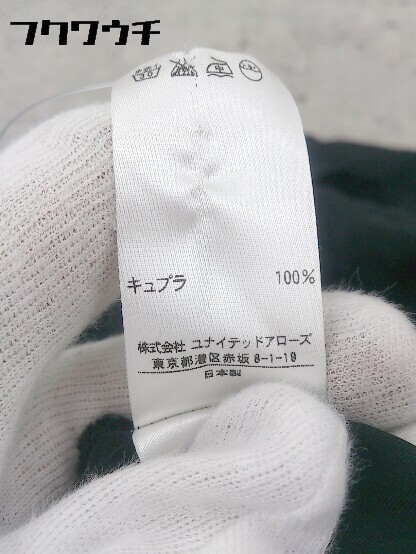 フクワウチ
キュプラ 100%
株式会社 ユナイテッドアローズ
東京都港区赤坂 8-1-19
日本製